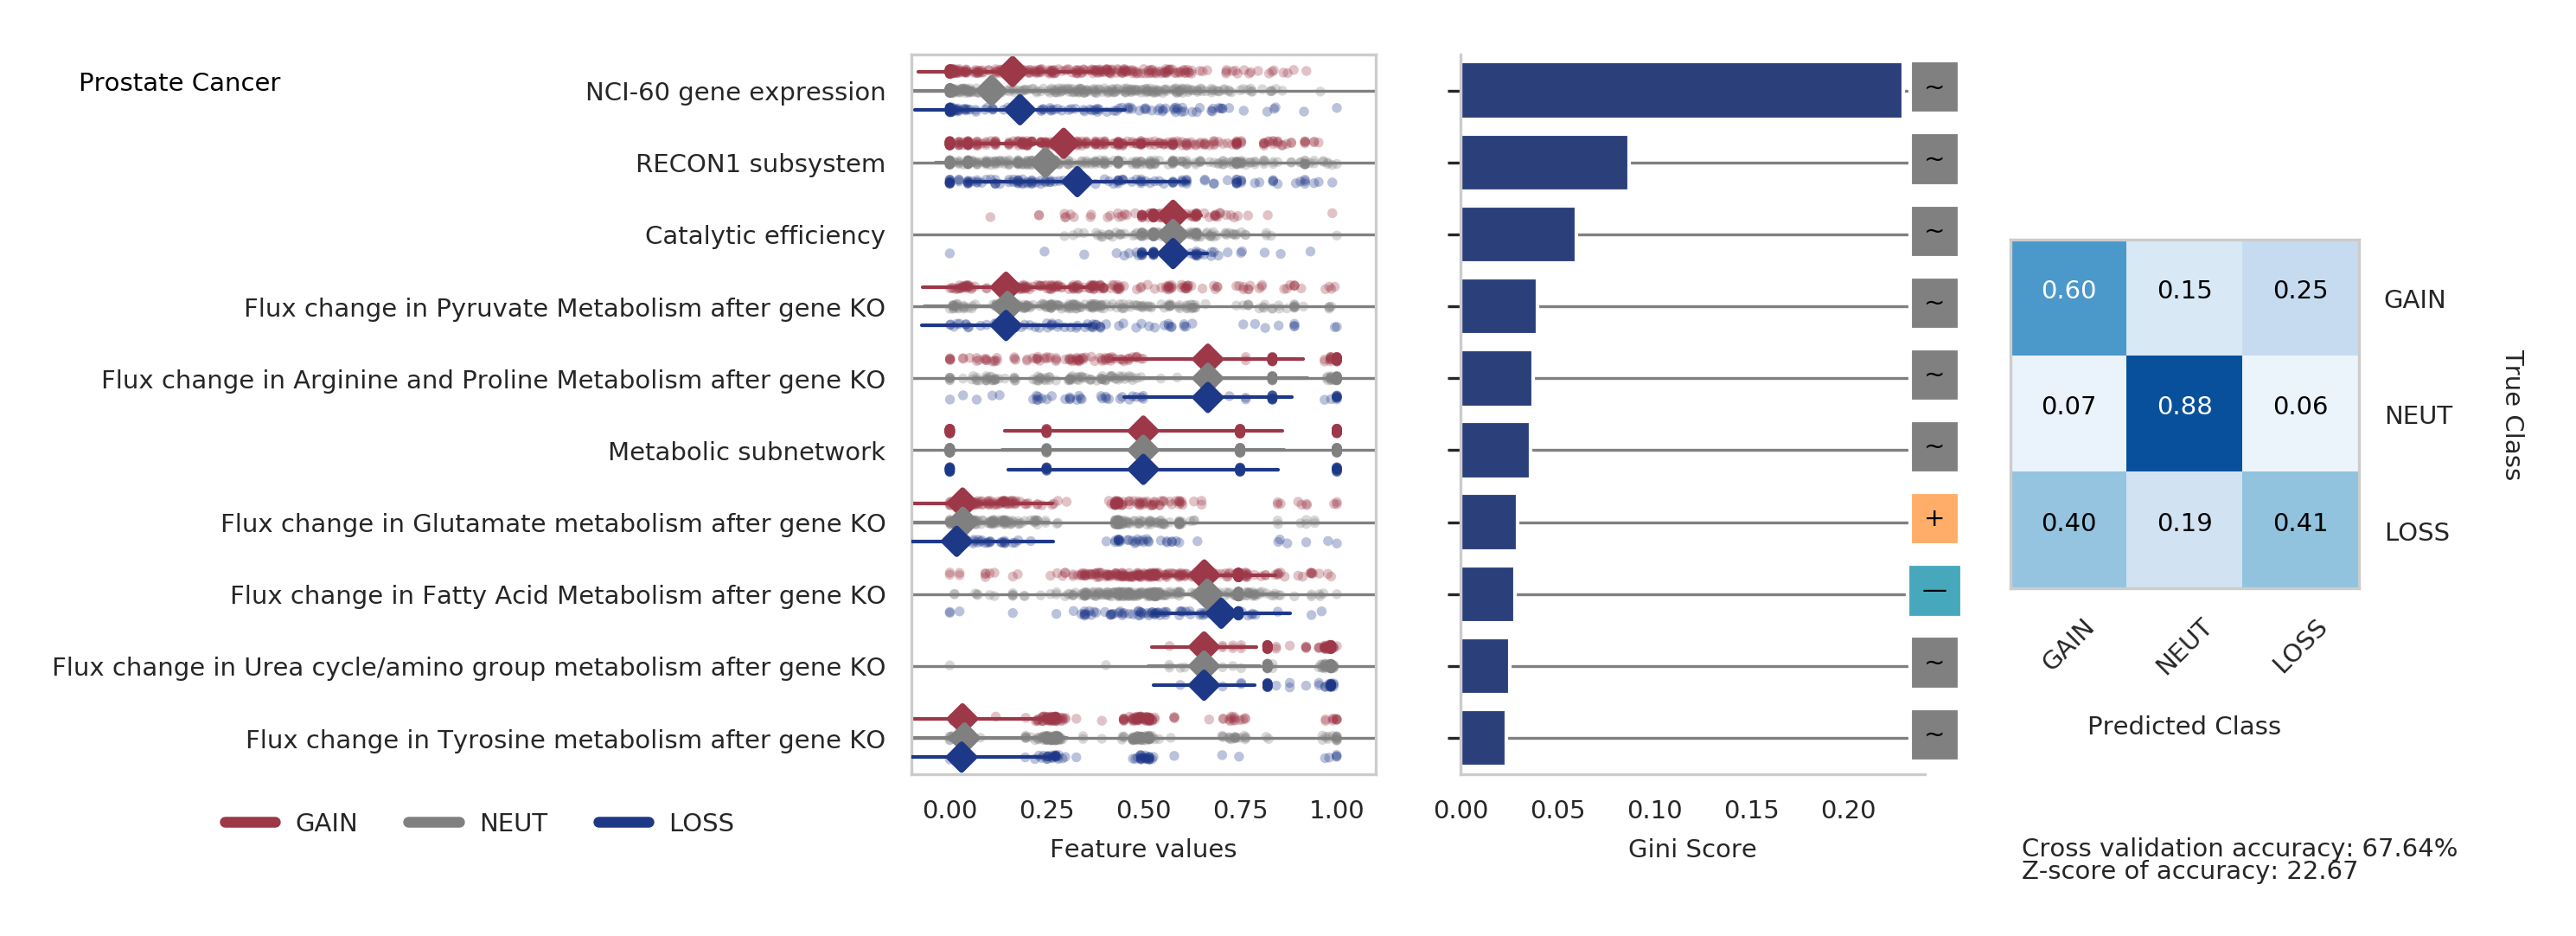 Prostate Cancer
NCI-60 gene expression
RECON1 subsystem
Catalytic efficiency
Flux change in Pyruvate Metabolism after gene KO
Flux change in Arginine and Proline Metabolism after gene KO
Metabolic subnetwork
Flux change in Glutamate metabolism after gene KO
Flux change in Fatty Acid Metabolism after gene KO
Flux change in Urea cycle/amino group metabolism after gene KO
Flux change in Tyrosine metabolism after gene KO
GAIN NEUT LOSS
0.00 0.25 0.50 0.75 1.00
Feature values
~
~
~
~
~
~
+
—
~
~
0.00 0.05 0.10 0.15 0.20
Gini Score
0.60 0.15 0.25 GAIN
0.07 0.88 0.06 NEUT
0.40 0.19 0.41 LOSS
True Class
GAIN NEUT LOSS
Predicted Class
Cross validation accuracy: 67.64%
Z-score of accuracy: 22.67